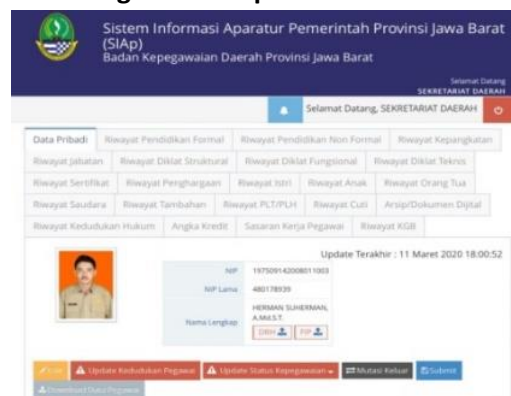 Sistem Informasi Aparatur Pemerintah Provinsi Jawa Barat
(SIAp)
Badan Kepegawaian Daerah Provinsi Jawa Barat
Selamat Datang
SEKRETARIAT DAERAH
Selamat Datang, SEKRETARIAT DAERAH
Data Pribadi Riwayat Pendidikan Formal Riwayat Pendidikan Non Formal Riwayat Kepangkatan
Riwayat Jabatan Riwayat Diklat Struktural Riwayat Diklat Fungsional Riwayat Diklat Teknis
Riwayat Sertifikat Riwayat Penghargaan Riwayat Istri Riwayat Anak Riwayat Orang Tua
Riwayat Saudara Riwayat Tambahan Riwayat PLT/PLH Riwayat Cuti Arsip/Dokumen Dijital
Riwayat Kedudukan Hukum Angka Kredit Sasaran Kerja Pegawai Riwayat KGB
Update Terakhir : 11 Maret 2020 18:00:52
NIP 197509142008011003
NIP Lama 480178939
Nama Lengkap HERMAN SUHERMAN,
A.Md.S.T.
DRH PIP
Edit Update Kedudukan Pegawai Update Status Kepegawaian Mutasi Keluar Submit
Download Data Pegawai